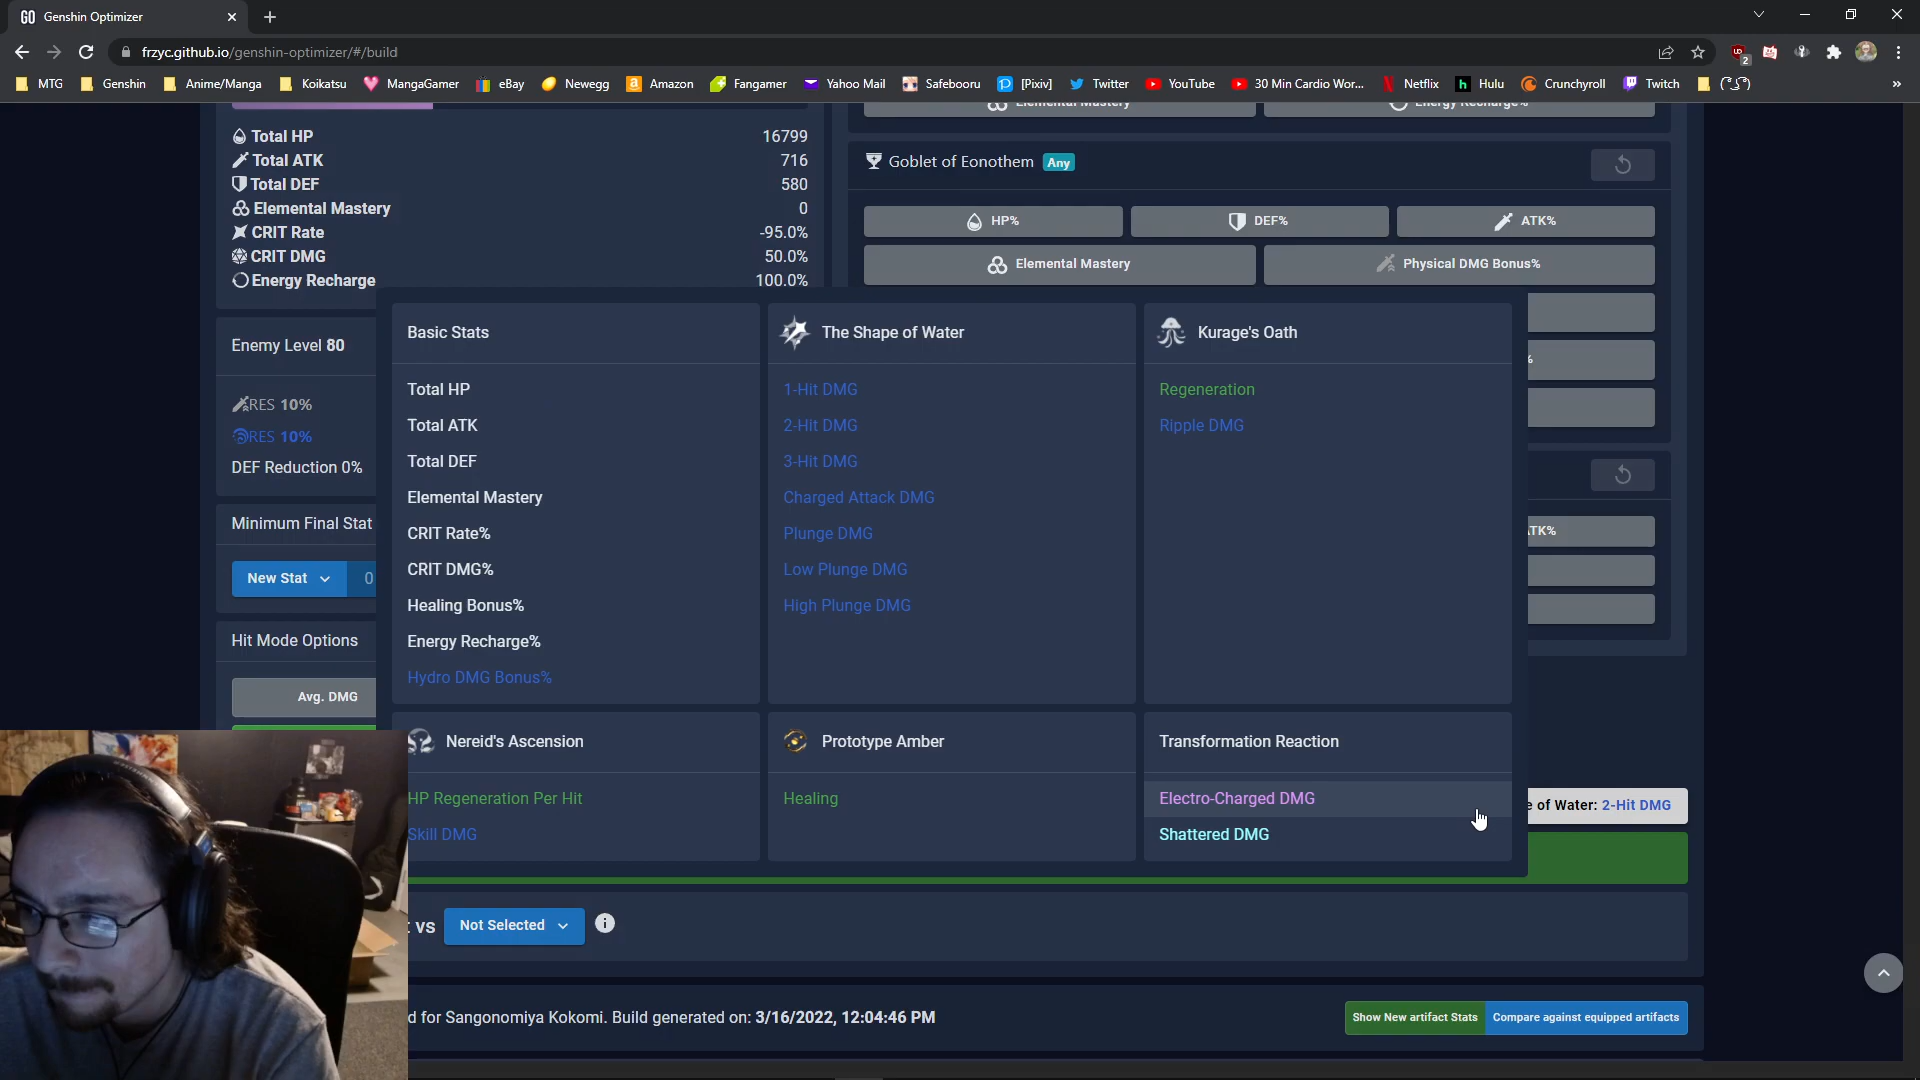 Genshin Optimizer
frzyc.github.io/genshin-optimizer/#/build
MTG Genshin Anime/Manga Koikatsu MangaGamer eBay Newegg Amazon Fangamer Yahoo Mail Safebooru [Pixiv] Twitter YouTube 30 Min Cardio Wor... Netflix Hulu Crunchyroll Twitch ( ͡° ͜ʖ ͡°) »
Elemental Mastery Energy Recharge%
Total HP 16799
Total ATK 716
Total DEF 580
Elemental Mastery 0
CRIT Rate -95.0%
CRIT DMG 50.0%
Energy Recharge 100.0%
Goblet of Eonothem Any
HP% DEF% ATK%
Elemental Mastery Physical DMG Bonus%
Enemy Level 80
RES 10%
RES 10%
DEF Reduction 0%
Minimum Final Stat
New Stat 0
Hit Mode Options
Avg. DMG
Basic Stats
Total HP
Total ATK
Total DEF
Elemental Mastery
CRIT Rate%
CRIT DMG%
Healing Bonus%
Energy Recharge%
Hydro DMG Bonus%
The Shape of Water
1-Hit DMG
2-Hit DMG
3-Hit DMG
Charged Attack DMG
Plunge DMG
Low Plunge DMG
High Plunge DMG
Kurage's Oath
Regeneration
Ripple DMG
%
ATK%
Nereid's Ascension
HP Regeneration Per Hit
Skill DMG
Prototype Amber
Healing
Transformation Reaction
Electro-Charged DMG
Shattered DMG
e of Water: 2-Hit DMG
vs Not Selected i
d for Sangonomiya Kokomi. Build generated on: 3/16/2022, 12:04:46 PM
Show New artifact Stats Compare against equipped artifacts